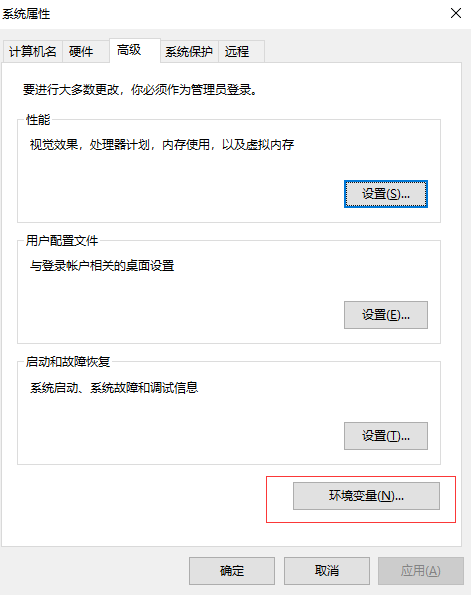 系统属性
计算机名 硬件 高级 系统保护 远程
要进行大多数更改，你必须作为管理员登录。
性能
视觉效果，处理器计划，内存使用，以及虚拟内存
设置(S)...
用户配置文件
与登录帐户相关的桌面设置
设置(E)...
启动和故障恢复
系统启动、系统故障和调试信息
设置(T)...
环境变量(N)...
确定 取消 应用(A)